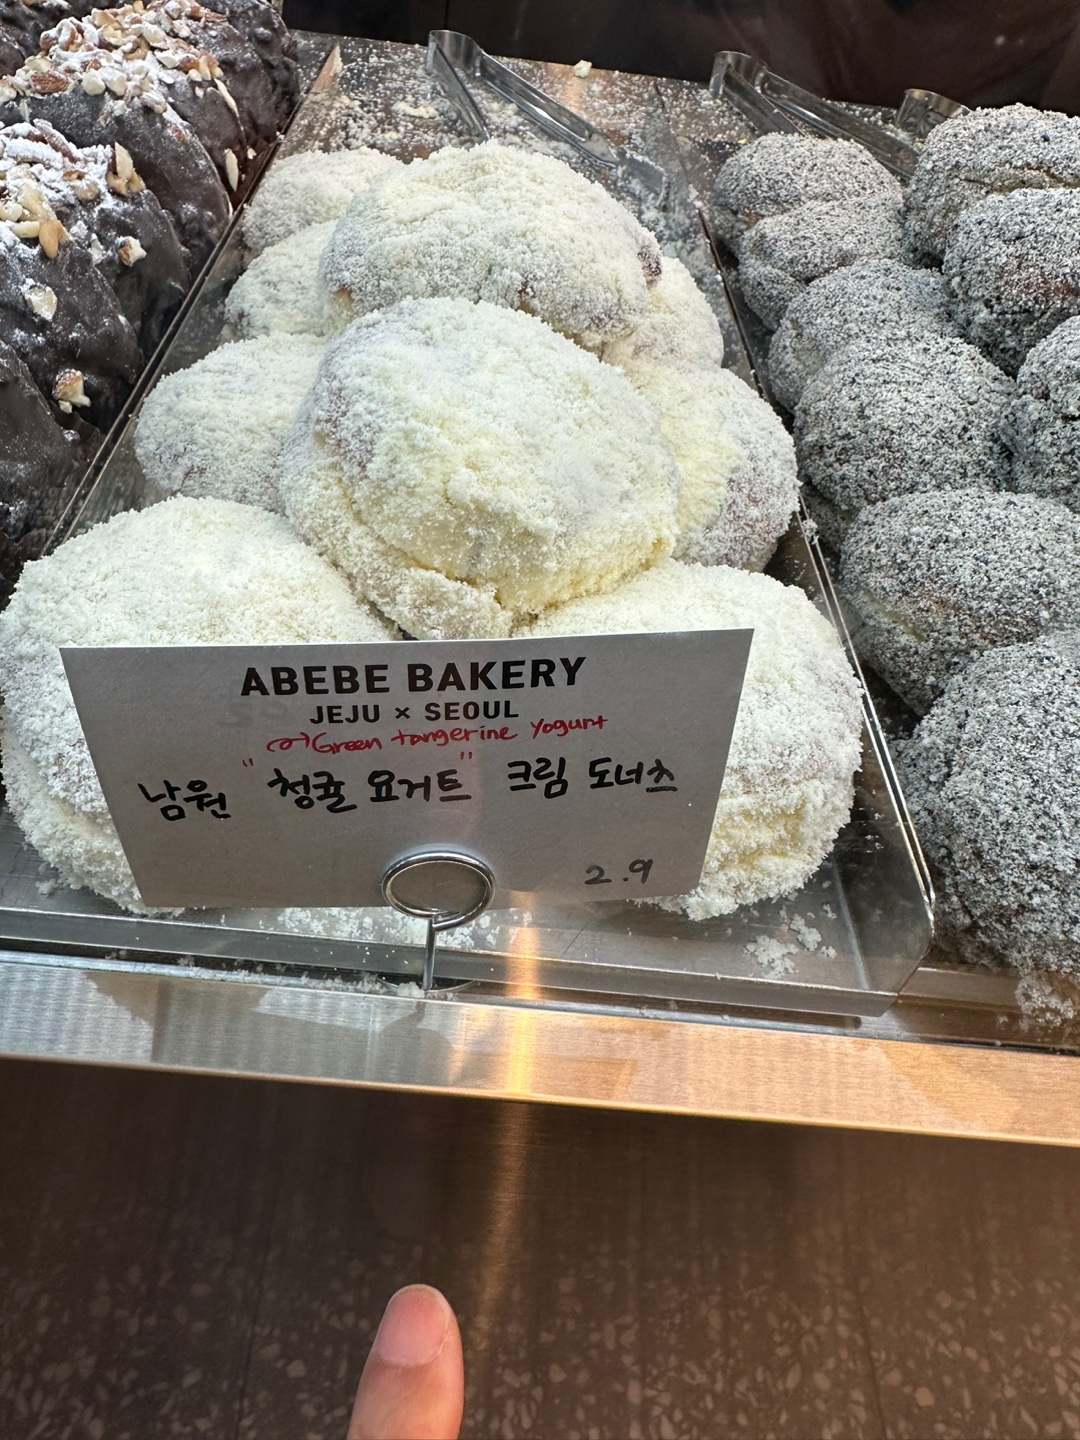 ABEBE BAKERY
JEJU × SEOUL
Green tangerine Yogurt
남원 "청귤 요거트" 크림 도너츠
2.9